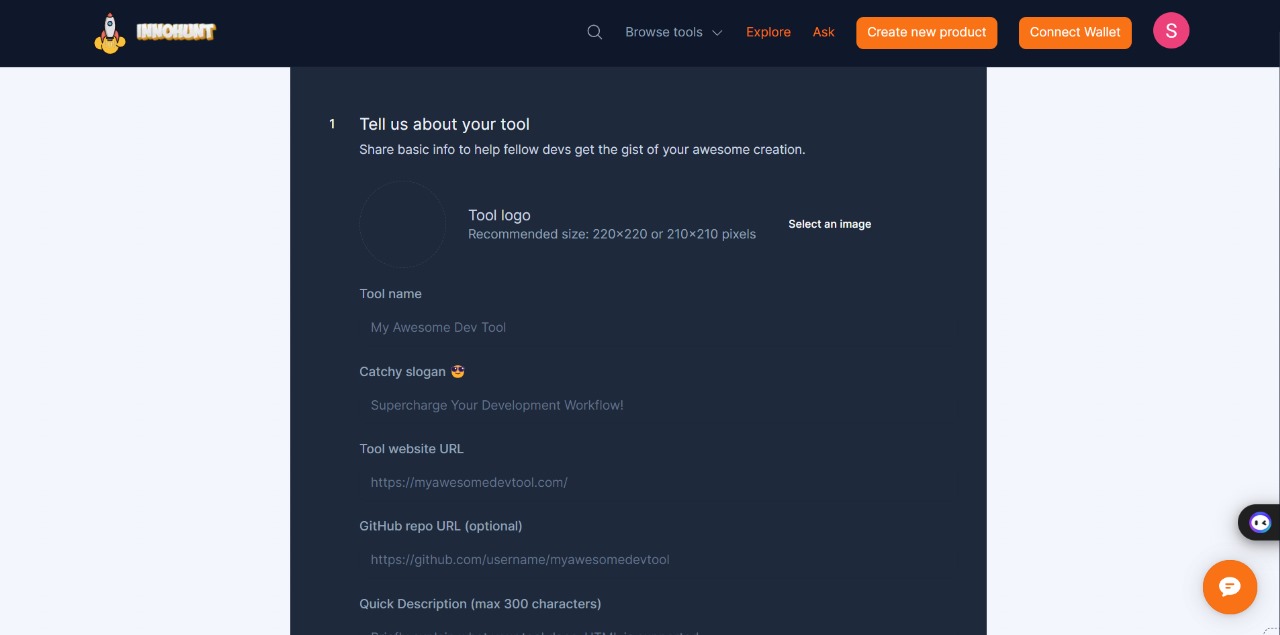 INNOHUNT
Browse tools
Explore
Ask
Create new product
Connect Wallet
S
1
Tell us about your tool
Share basic info to help fellow devs get the gist of your awesome creation.
Tool logo
Recommended size: 220×220 or 210×210 pixels
Select an image
Tool name
My Awesome Dev Tool
Catchy slogan 😎
Supercharge Your Development Workflow!
Tool website URL
https://myawesomedevtool.com/
GitHub repo URL (optional)
https://github.com/username/myawesomedevtool
Quick Description (max 300 characters)